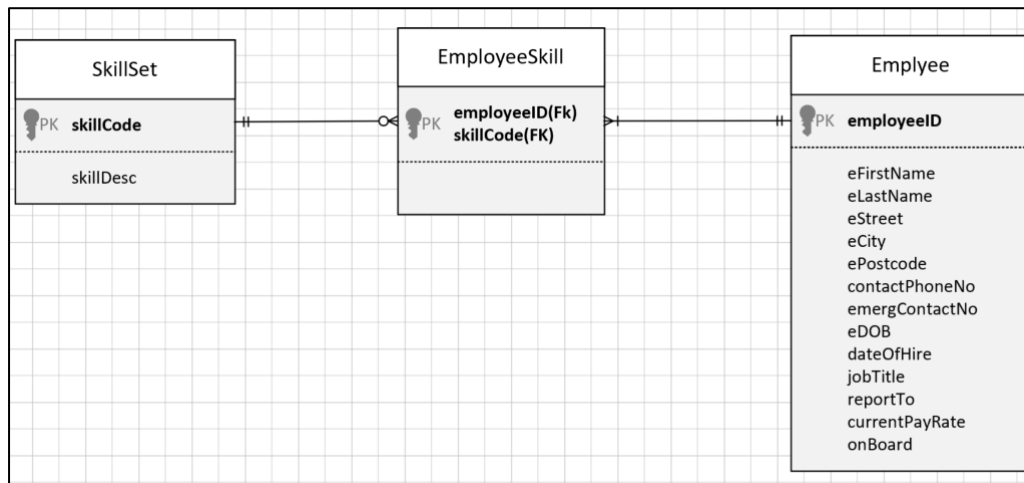 SkillSet
PK skillCode
skillDesc
EmployeeSkill
PK employeeID(Fk)
skillCode(FK)
Emplyee
PK employeeID
eFirstName
eLastName
eStreet
eCity
ePostcode
contactPhoneNo
emergContactNo
eDOB
dateOfHire
jobTitle
reportTo
currentPayRate
onBoard